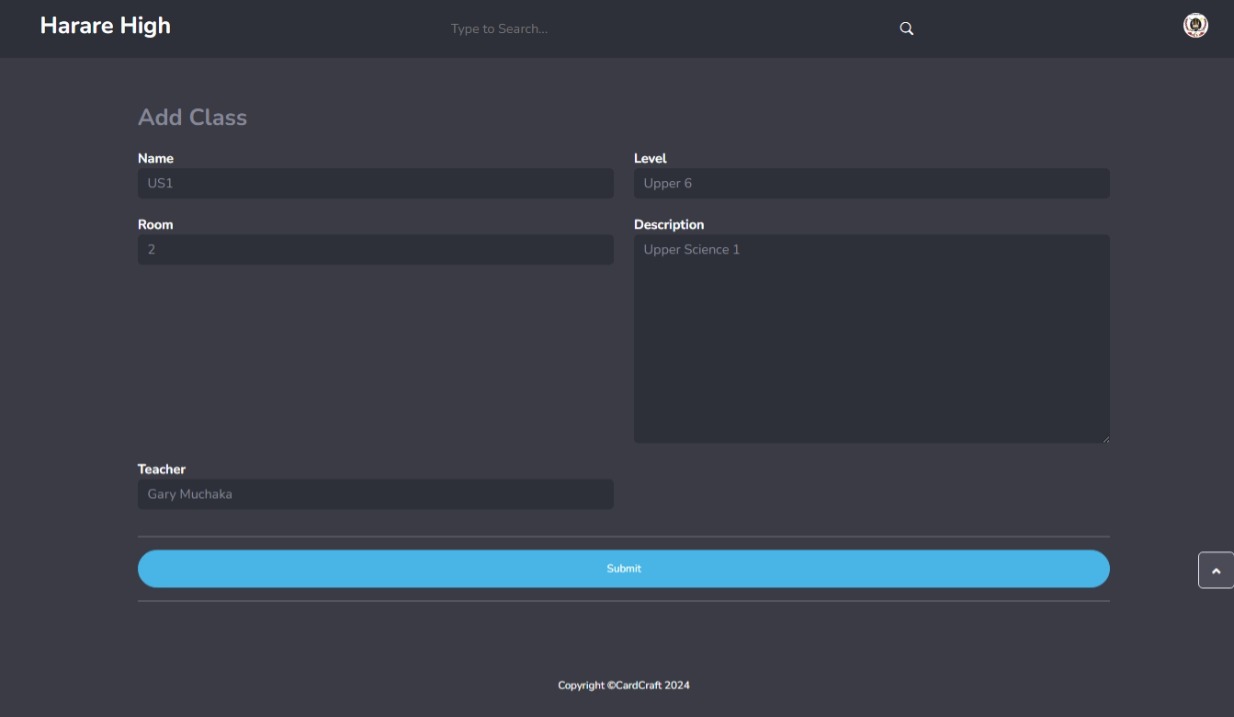 Harare High
Type to Search...
Add Class
Name
US1
Level
Upper 6
Room
2
Description
Upper Science 1
Teacher
Gary Muchaka
Submit
Copyright ©CardCraft 2024